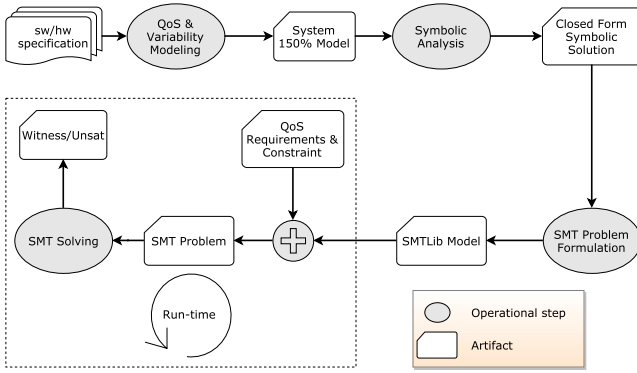 sw/hw
specification
QoS &
Variability
Modeling
System
150% Model
Symbolic
Analysis
Closed Form
Symbolic
Solution
Witness/Unsat
QoS
Requirements &
Constraint
SMT Solving
SMT Problem
SMTLib Model
SMT Problem
Formulation
Run-time
Operational step
Artifact